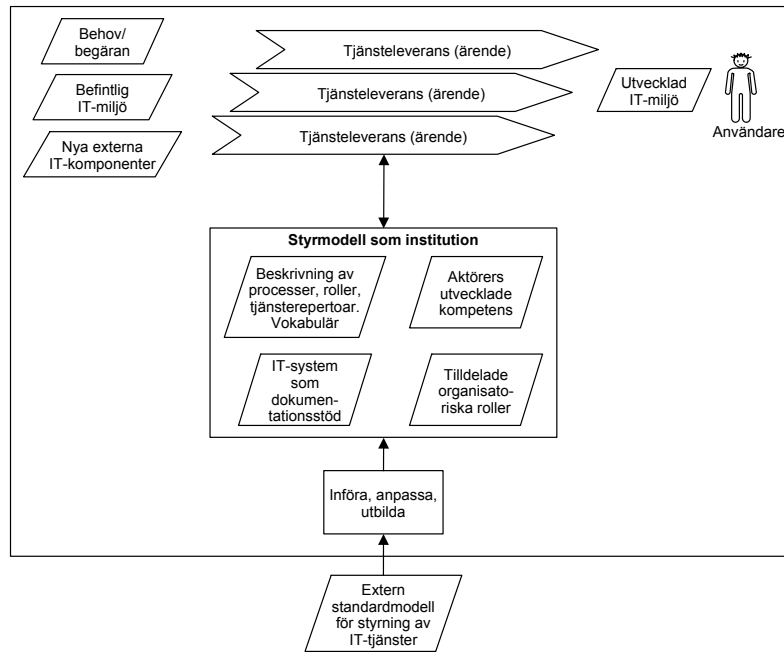 Behov/
begäran
Tjänsteleverans (ärende)
Befintlig
IT-miljö
Tjänsteleverans (ärende)
Utvecklad
IT-miljö
Användare
Nya externa
IT-komponenter
Tjänsteleverans (ärende)
Styrmodell som institution
Beskrivning av
processer, roller,
tjänsterepertoar.
Vokabulär
Aktörers
utvecklade
kompetens
IT-system
som
dokumen-
tationsstöd
Tilldelade
organisato-
riska roller
Införa, anpassa,
utbilda
Extern
standardmodell
för styrning av
IT-tjänster